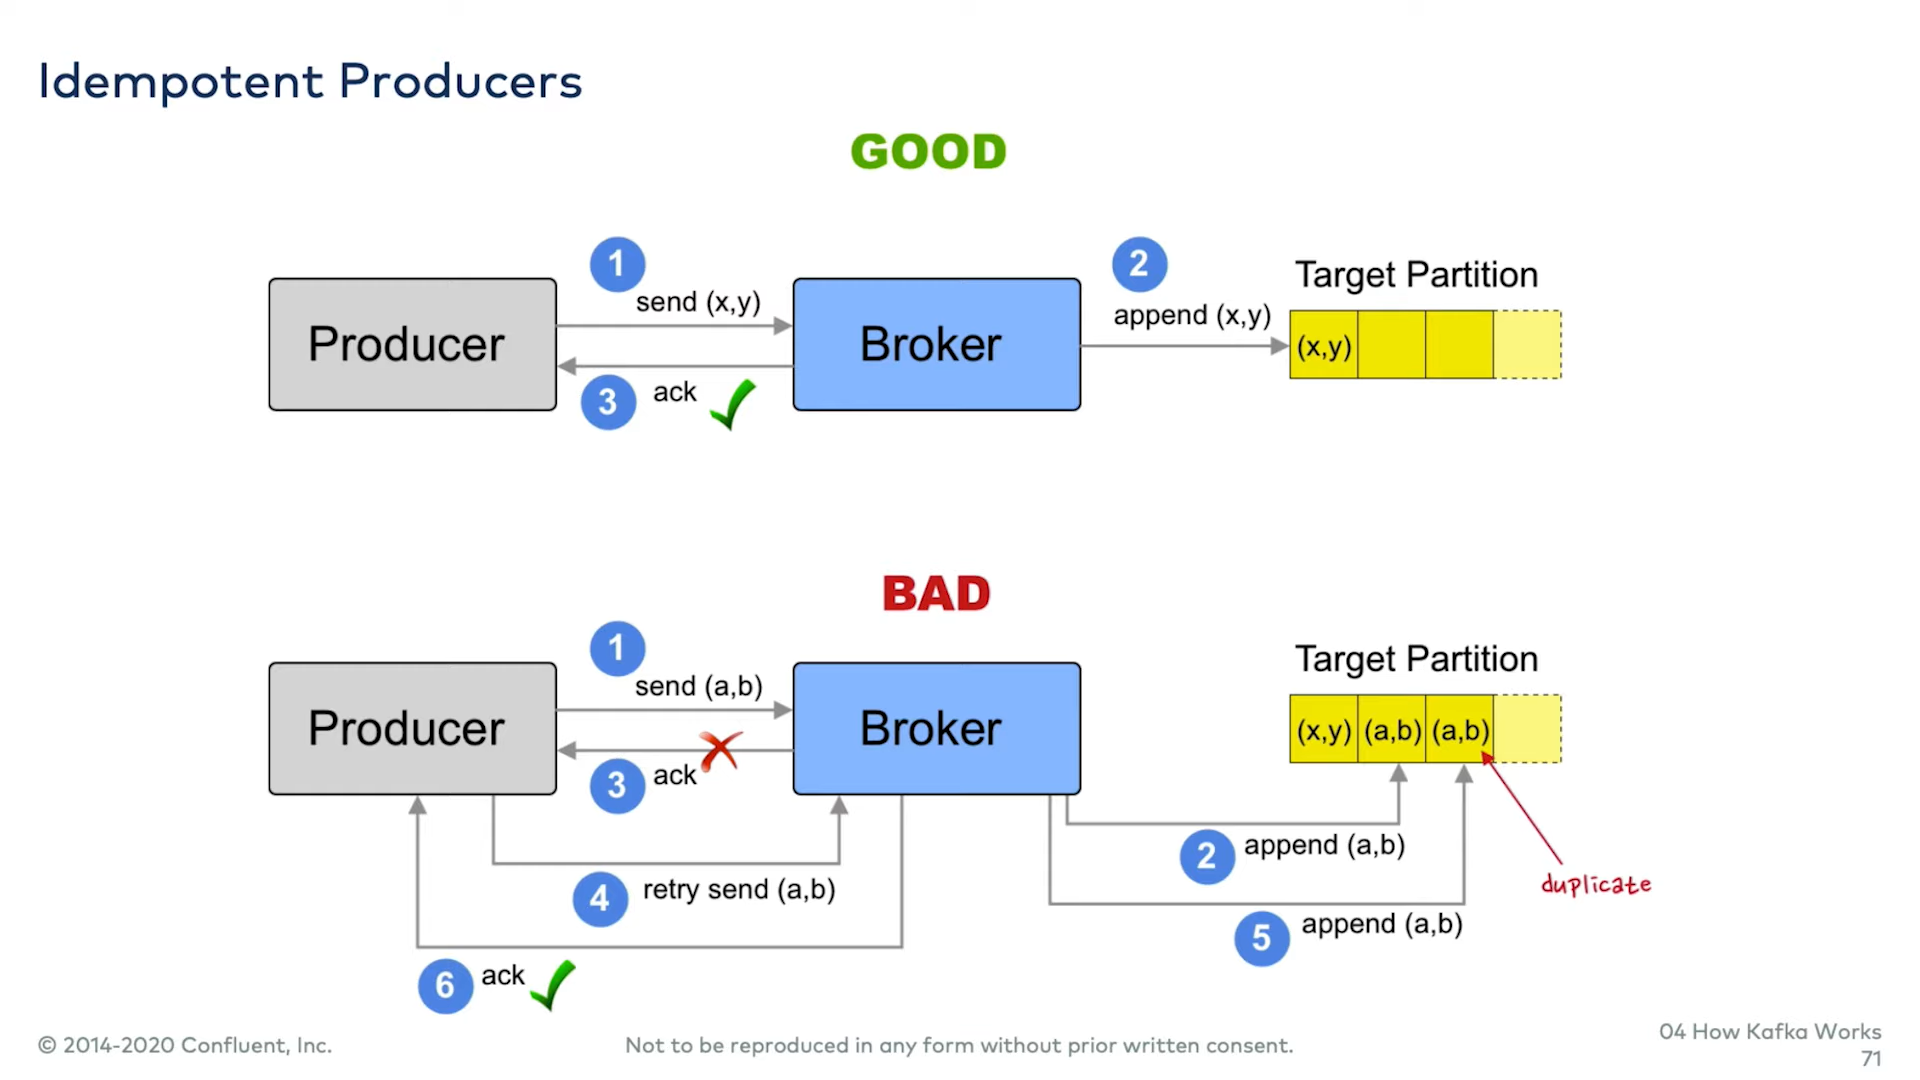 Idempotent Producers
GOOD
1
send (x,y)
Producer
3
ack
Broker
2
append (x,y)
Target Partition
(x,y)
BAD
1
send (a,b)
Producer
3
ack
Broker
Target Partition
(x,y) (a,b) (a,b)
duplicate
2
append (a,b)
4
retry send (a,b)
5
append (a,b)
6
ack
© 2014-2020 Confluent, Inc.
Not to be reproduced in any form without prior written consent.
04 How Kafka Works
71